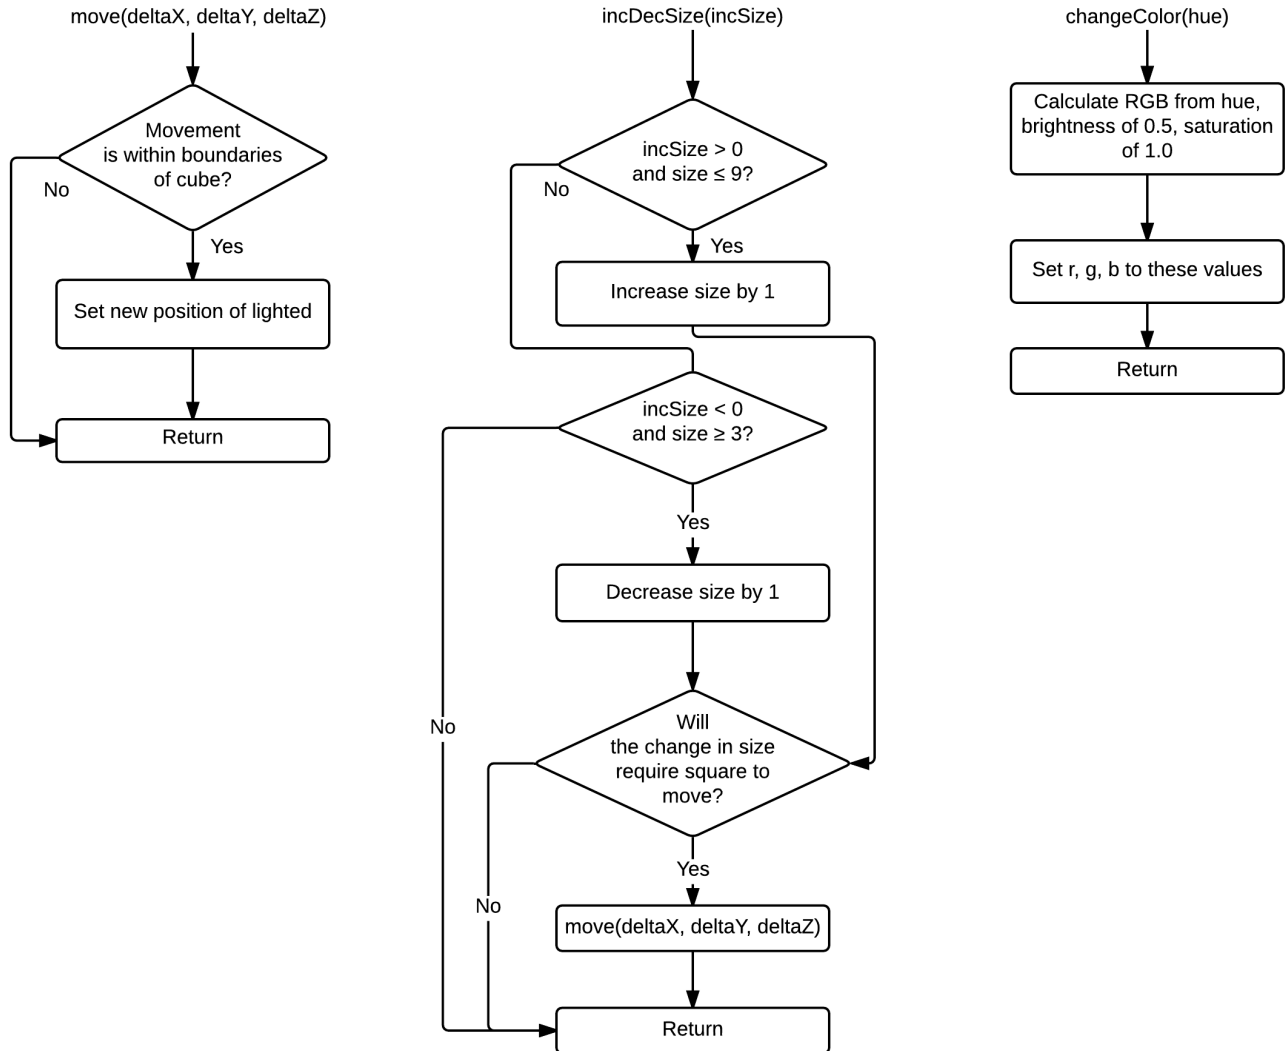 move(deltaX, deltaY, deltaZ)
Movement
is within boundaries
of cube?
No
Yes
Set new position of lighted
Return
incDecSize(incSize)
incSize > 0
and size ≤ 9?
No
Yes
Increase size by 1
incSize < 0
and size ≥ 3?
Yes
Decrease size by 1
No
Will
the change in size
require square to
move?
Yes
No
move(deltaX, deltaY, deltaZ)
Return
changeColor(hue)
Calculate RGB from hue,
brightness of 0.5, saturation
of 1.0
Set r, g, b to these values
Return